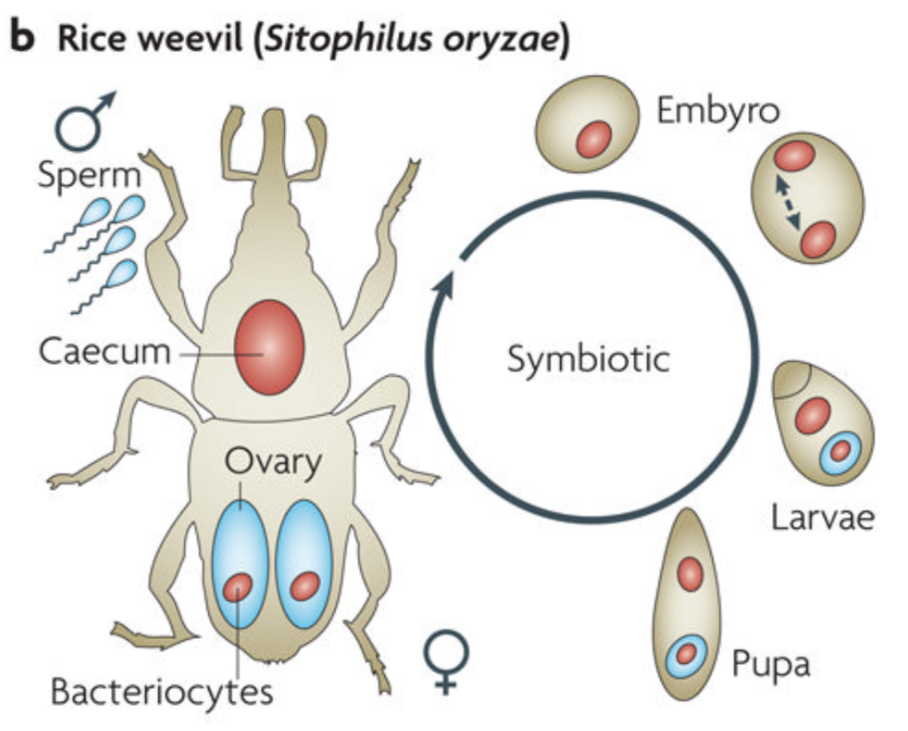 b Rice weevil (Sitophilus oryzae)
Sperm
Embyro
Caecum
Symbiotic
Ovary
Larvae
Pupa
Bacteriocytes